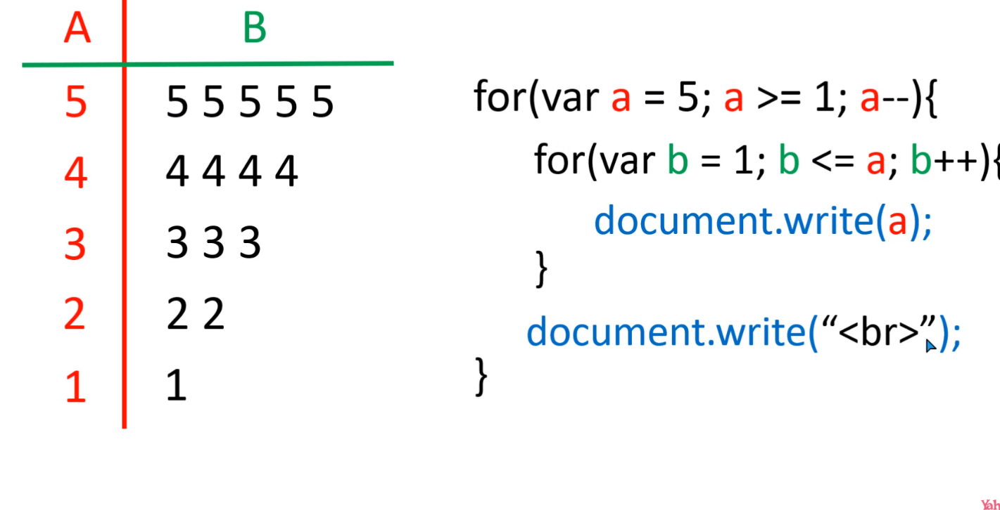 A B
5 5 5 5 5 5
4 4 4 4 4
3 3 3 3
2 2 2
1 1
for(var a = 5; a >= 1; a--){
for(var b = 1; b <= a; b++){
document.write(a);
}
document.write(“<br>”);
}